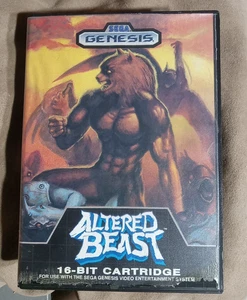 SEGA
GENESIS
ALTERED
BEAST
16-BIT CARTRIDGE
FOR USE WITH THE SEGA GENESIS VIDEO ENTERTAINMENT SYSTEM